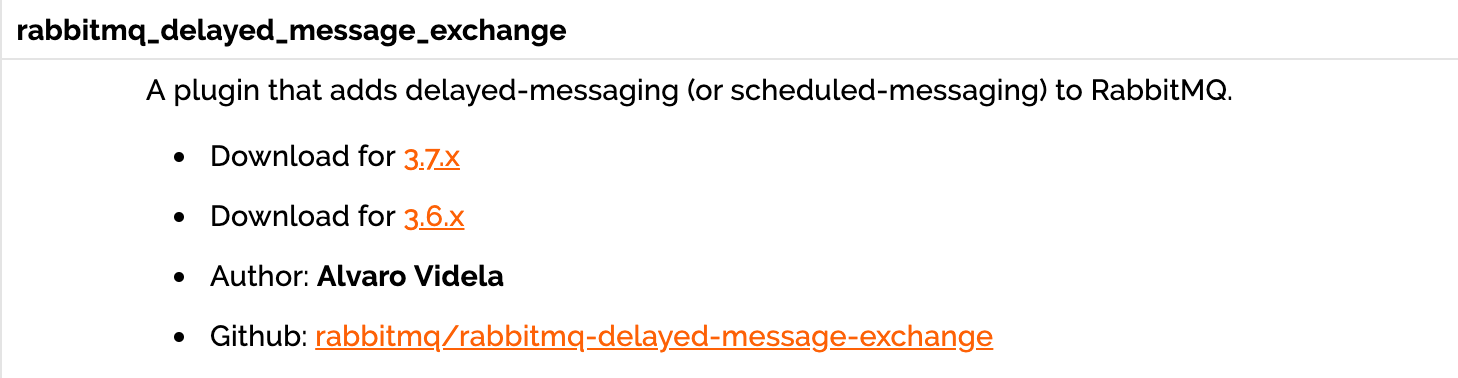 rabbitmq_delayed_message_exchange
A plugin that adds delayed-messaging (or scheduled-messaging) to RabbitMQ.
• Download for 3.7.x
• Download for 3.6.x
• Author: Alvaro Videla
• Github: rabbitmq/rabbitmq-delayed-message-exchange